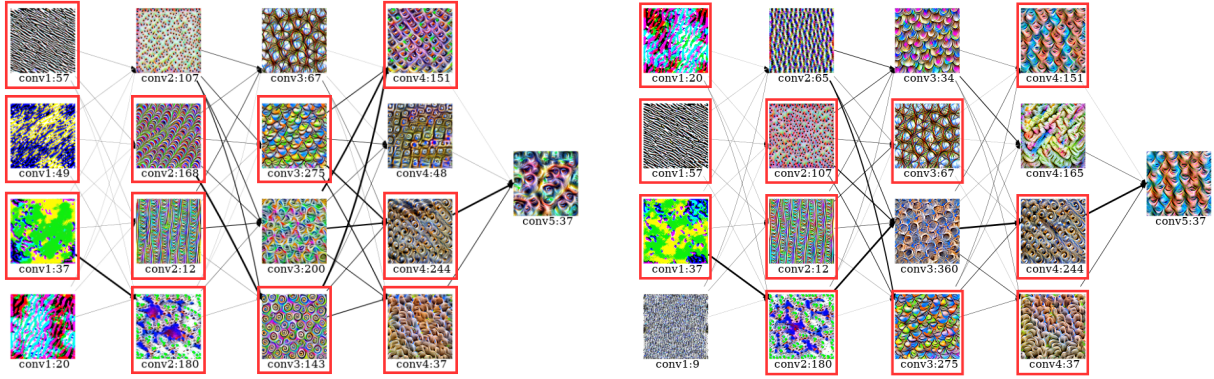 conv1:57 conv2:107 conv3:67 conv4:151
conv1:49 conv2:168 conv3:275 conv4:48
conv5:37
conv1:37 conv2:12 conv3:200 conv4:244
conv1:20 conv2:180 conv3:143 conv4:37
conv1:20 conv2:65 conv3:34 conv4:151
conv1:57 conv2:107 conv3:67 conv4:165
conv5:37
conv1:37 conv2:12 conv3:360 conv4:244
conv1:9 conv2:180 conv3:275 conv4:37